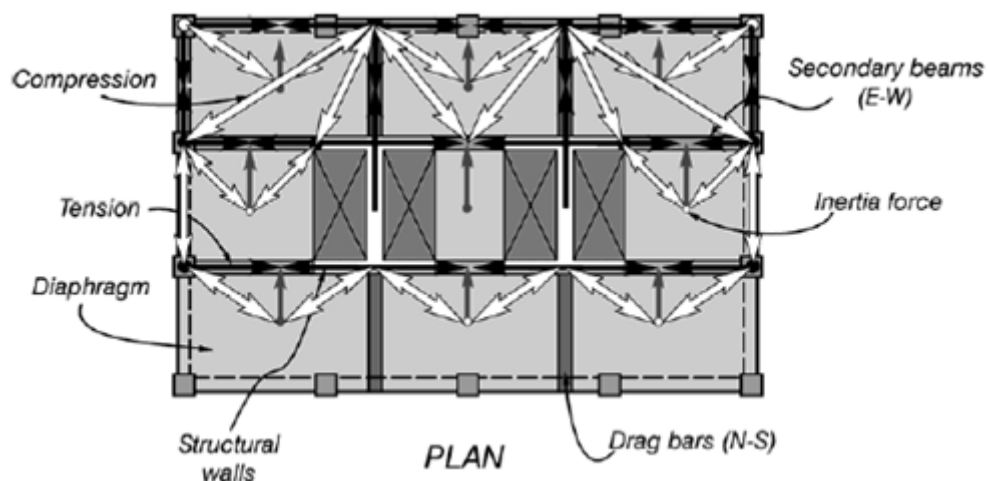 Compression
Secondary beams
(E-W)
Tension
Inertia force
Diaphragm
Structural
walls
PLAN
Drag bars (N-S)